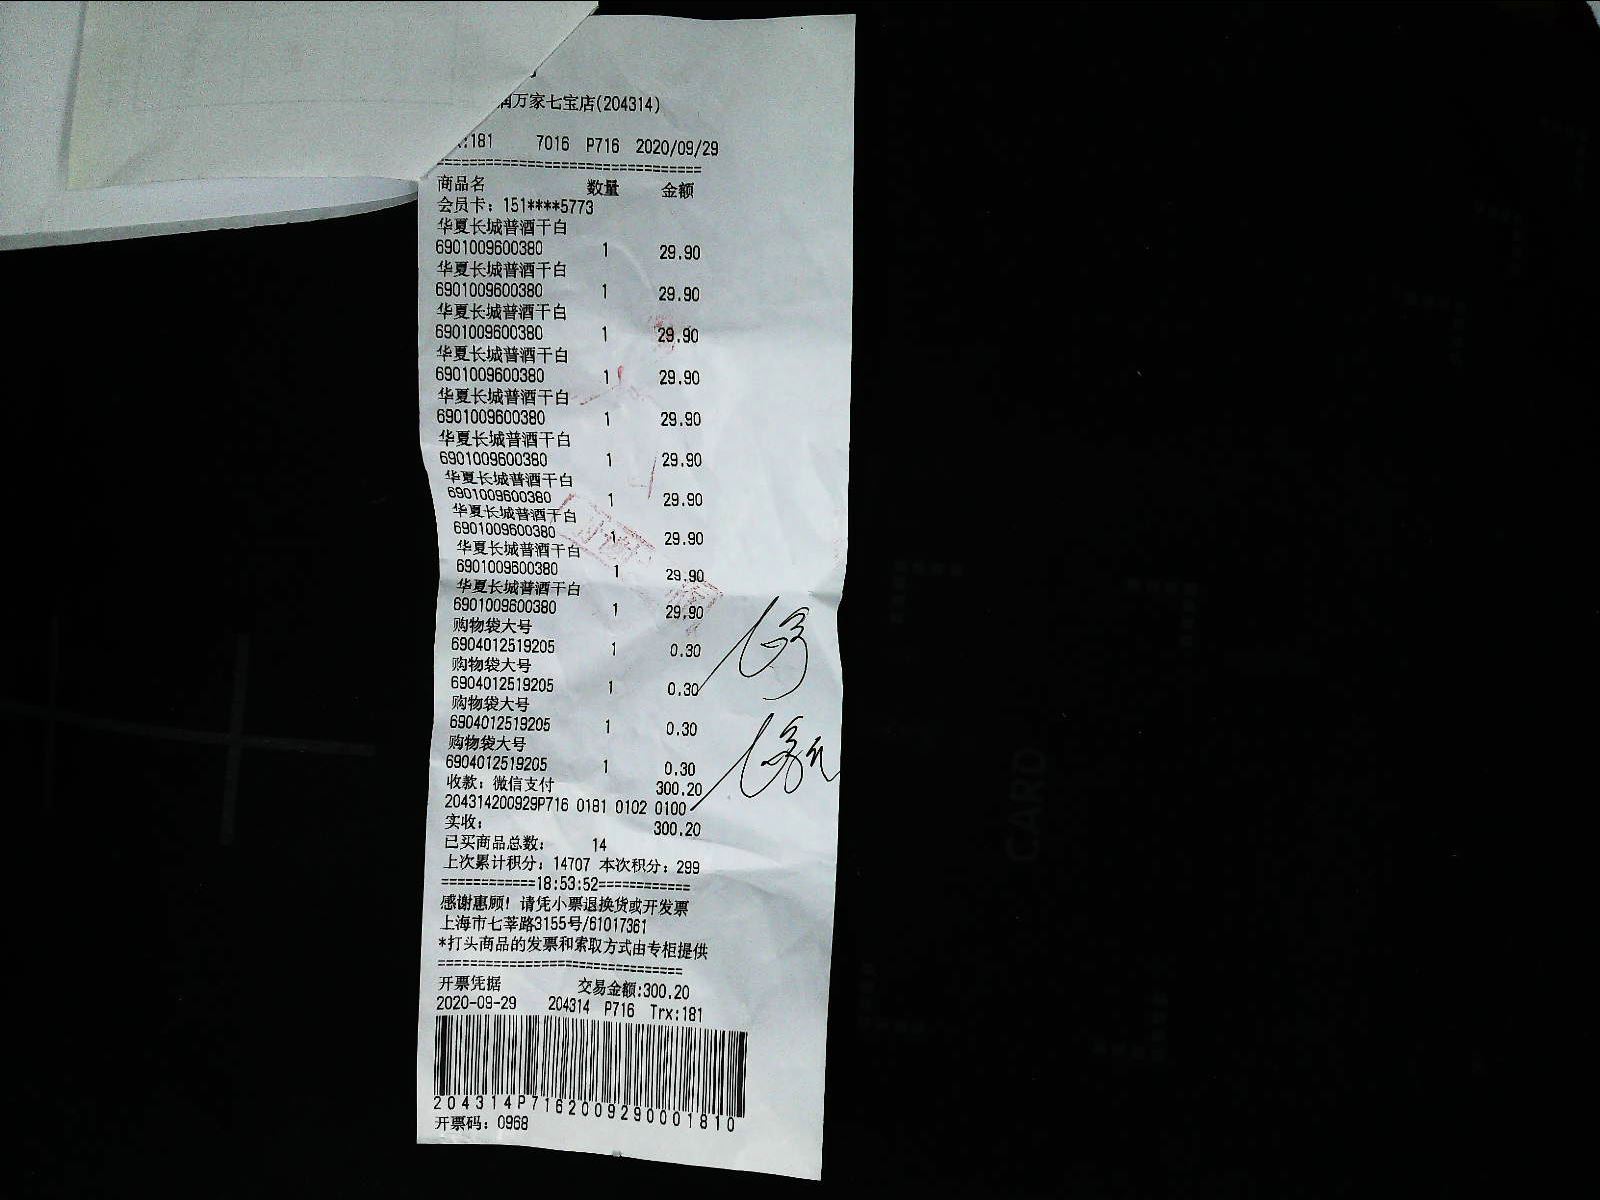 润万家七宝店(204314)
:181 7016 P716 2020/09/29
商品名 数量 金额
会员卡：151****5773
华夏长城普酒干白
6901009600380 1 29.90
华夏长城普酒干白
6901009600380 1 29.90
华夏长城普酒干白
6901009600380 1 29.90
华夏长城普酒干白
6901009600380 1 29.90
华夏长城普酒干白
6901009600380 1 29.90
华夏长城普酒干白
6901009600380 1 29.90
华夏长城普酒干白
6901009600380 1 29.90
华夏长城普酒干白
6901009600380 1 29.90
华夏长城普酒干白
6901009600380 1 29.90
华夏长城普酒干白
6901009600380 1 29.90
购物袋大号
6904012519205 1 0.30
购物袋大号
6904012519205 1 0.30
购物袋大号
6904012519205 1 0.30
购物袋大号
6904012519205 1 0.30
收款：微信支付 300.20
204314200929P716 0181 0102 0100
实收： 300.20
已买商品总数： 14
上次累计积分：14707 本次积分：299
=============18:53:52=============
感谢惠顾！请凭小票退换货或开发票
上海市七莘路3155号/61017361
*打头商品的发票和索取方式由专柜提供
开票凭据 交易金额:300.20
2020-09-29 204314 P716 Trx:181
204314P7162009290001810
开票码：0968
CARD